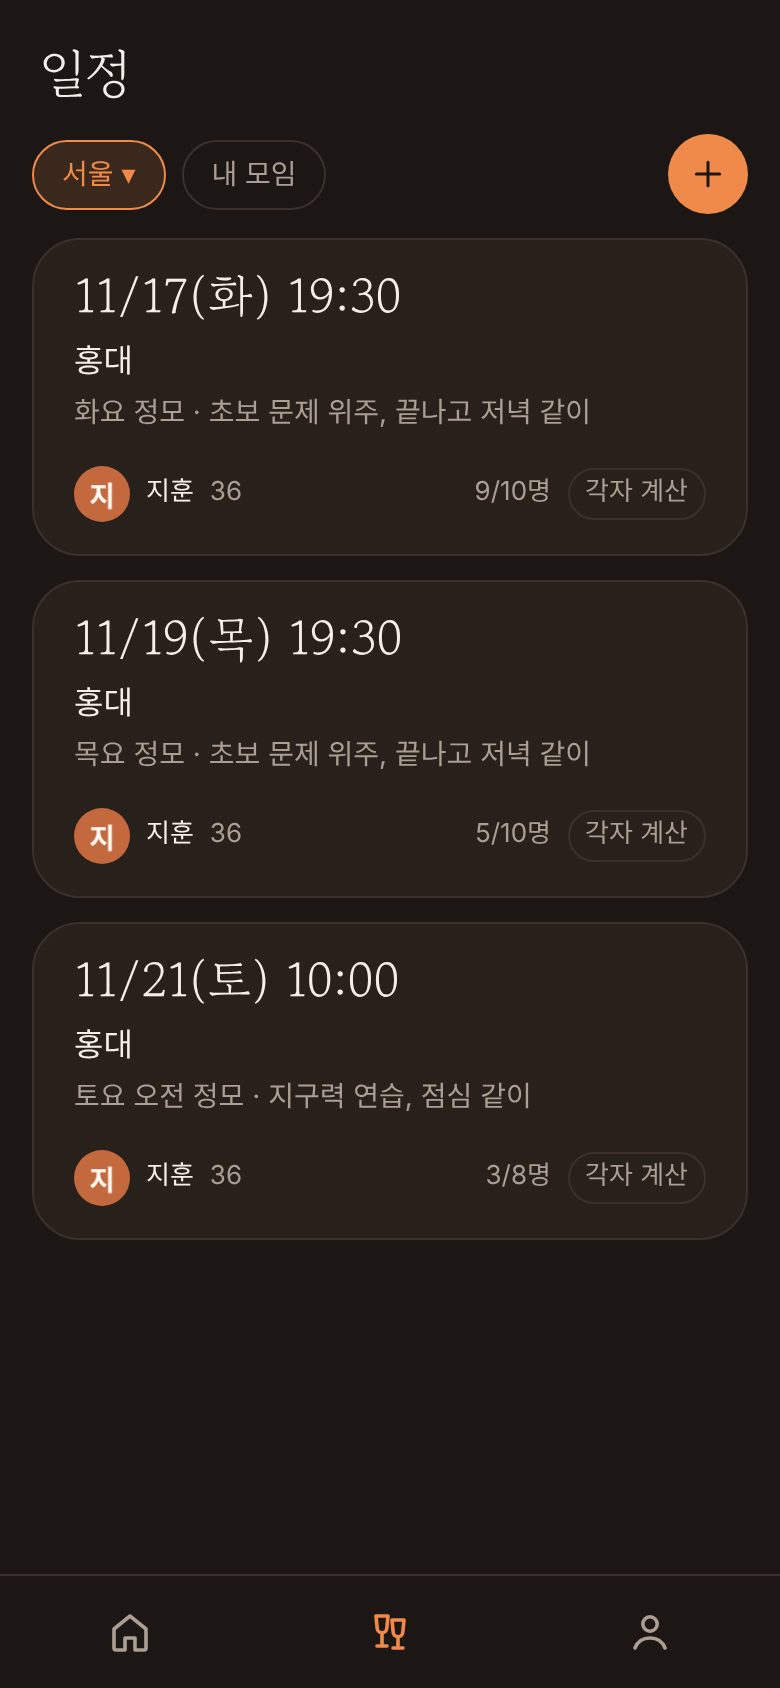 일정
서울 ▾
내 모임
11/17(화) 19:30
홍대
화요 정모 · 초보 문제 위주, 끝나고 저녁 같이
지 지훈 36 9/10명 각자 계산
11/19(목) 19:30
홍대
목요 정모 · 초보 문제 위주, 끝나고 저녁 같이
지 지훈 36 5/10명 각자 계산
11/21(토) 10:00
홍대
토요 오전 정모 · 지구력 연습, 점심 같이
지 지훈 36 3/8명 각자 계산